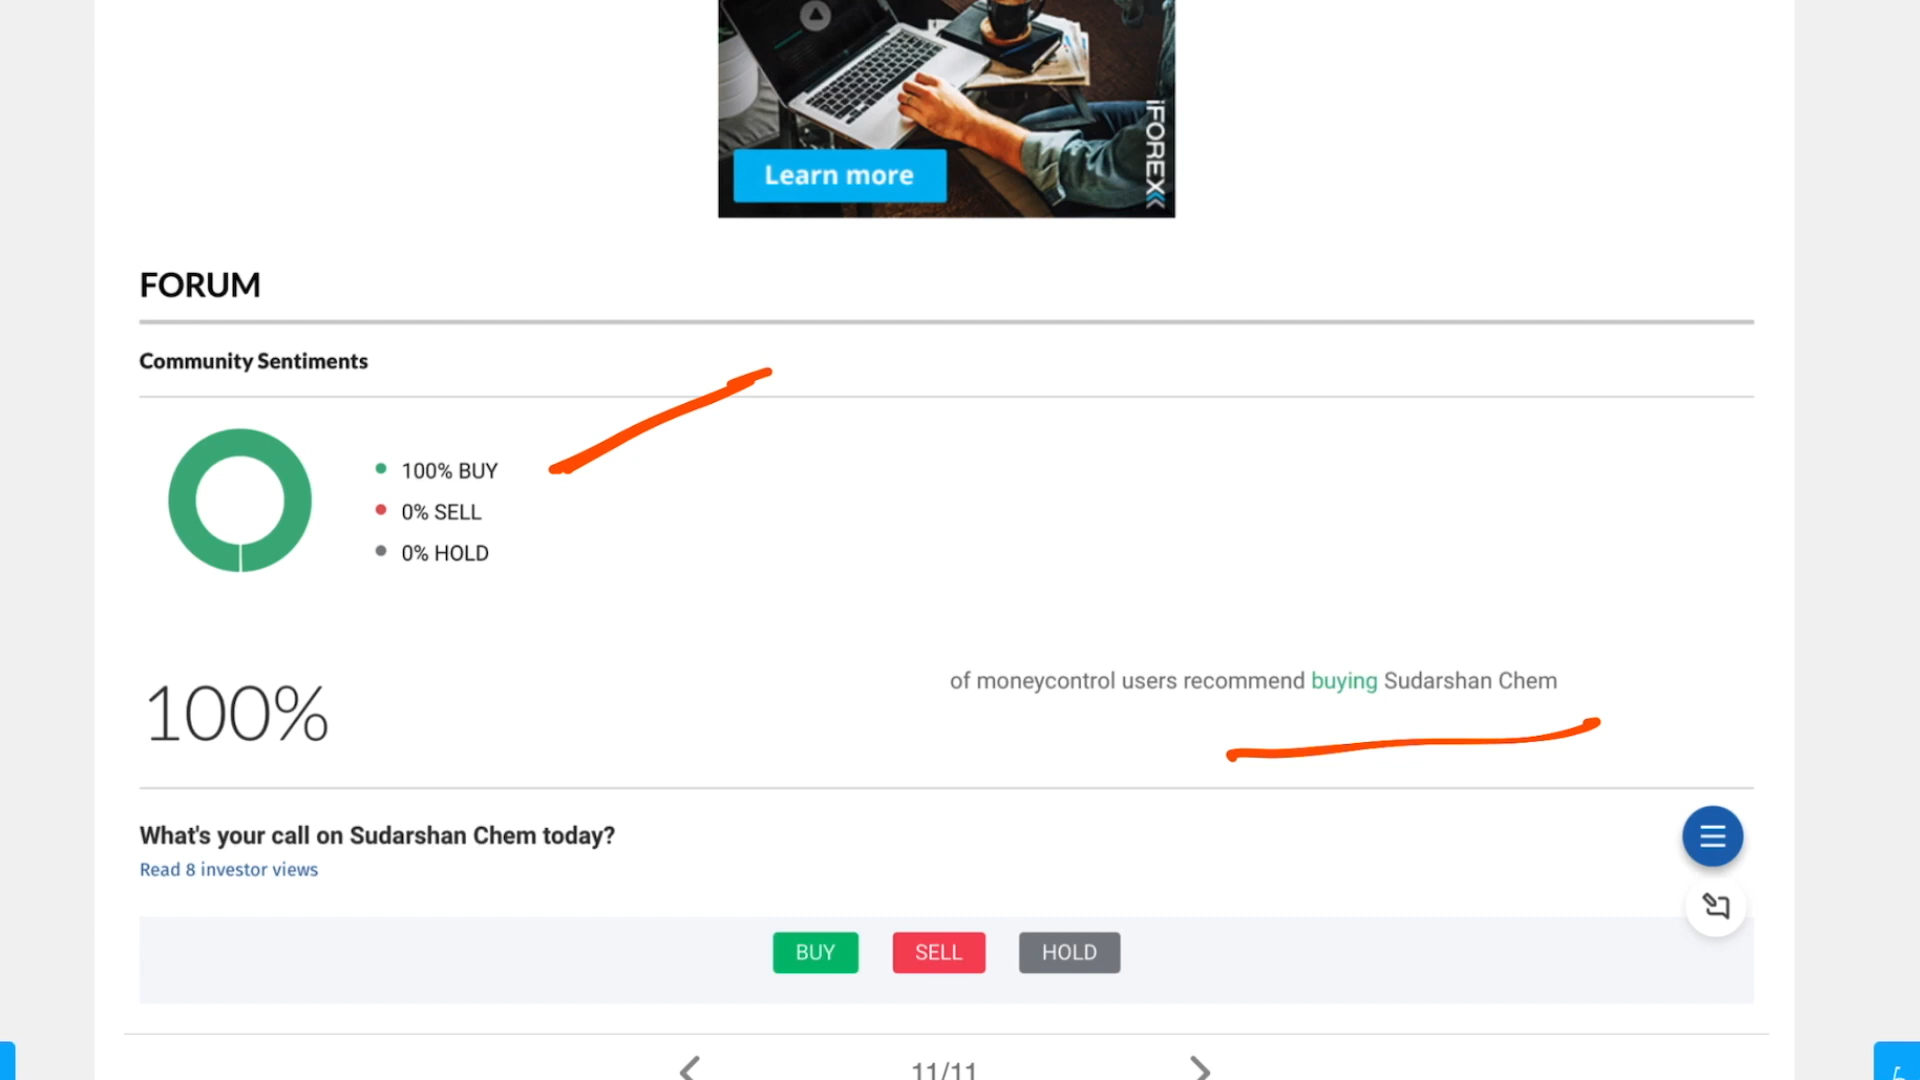 Learn more
iFOREX
FORUM
Community Sentiments
100% BUY
0% SELL
0% HOLD
100%
of moneycontrol users recommend buying Sudarshan Chem
What's your call on Sudarshan Chem today?
Read 8 investor views
BUY
SELL
HOLD
11/11